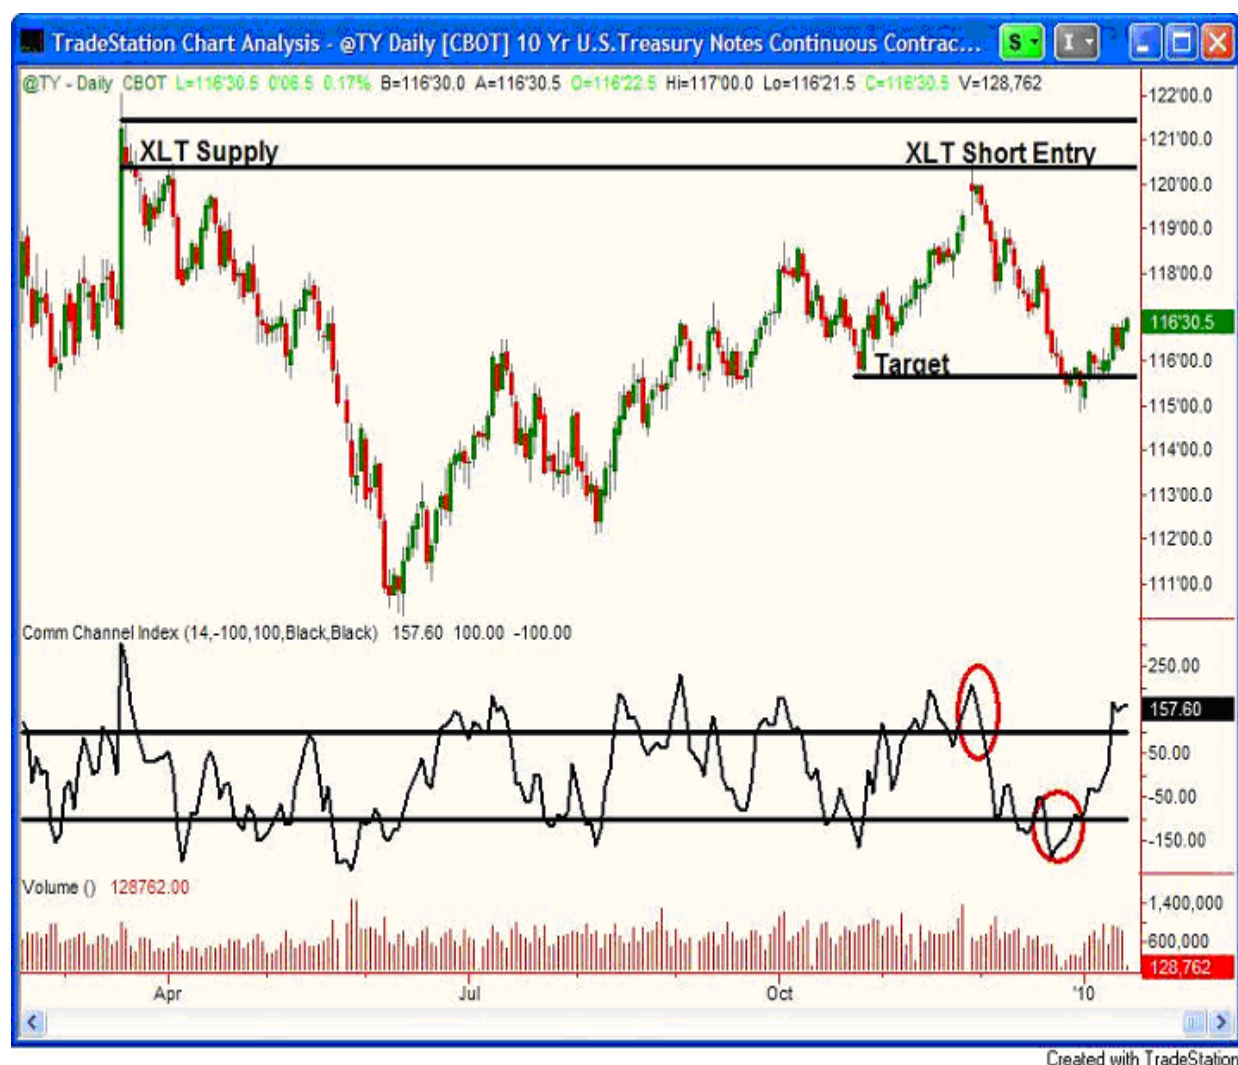 TradeStation Chart Analysis - @TY Daily [CBOT] 10 Yr U.S.Treasury Notes Continuous Contrac...
S
I
@TY - Daily CBOT L=116'30.5 0'06.5 0.17% B=116'30.0 A=116'30.5 O=116'22.5 Hi=117'00.0 Lo=116'21.5 C=116'30.5 V=128,762
122'00.0
121'00.0
XLT Supply
XLT Short Entry
120'00.0
119'00.0
118'00.0
116'30.5
116'00.0
Target
115'00.0
114'00.0
113'00.0
112'00.0
111'00.0
Comm Channel Index (14,-100,100,Black,Black) 157.60 100.00 -100.00
250.00
157.60
50.00
-50.00
-150.00
Volume () 128762.00
1,400,000
600,000
128,762
Apr
Jul
Oct
'10
Created with TradeStation